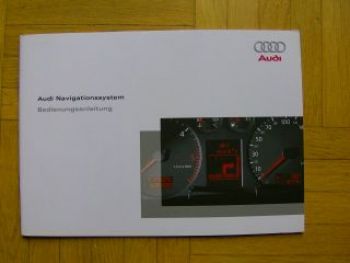 Audi
Audi Navigationssystem
Bedienungsanleitung